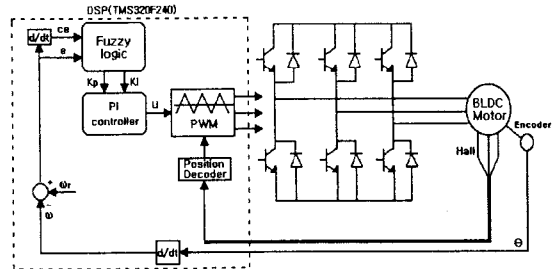 DSP(TMS320F240)
d/dt
ce
e
Fuzzy
logic
Kp
Ki
PI
controller
U
PWM
Position
Decoder
BLDC
Motor
Hall
Encoder
+
ωr
-
ω
d/dt
Θ